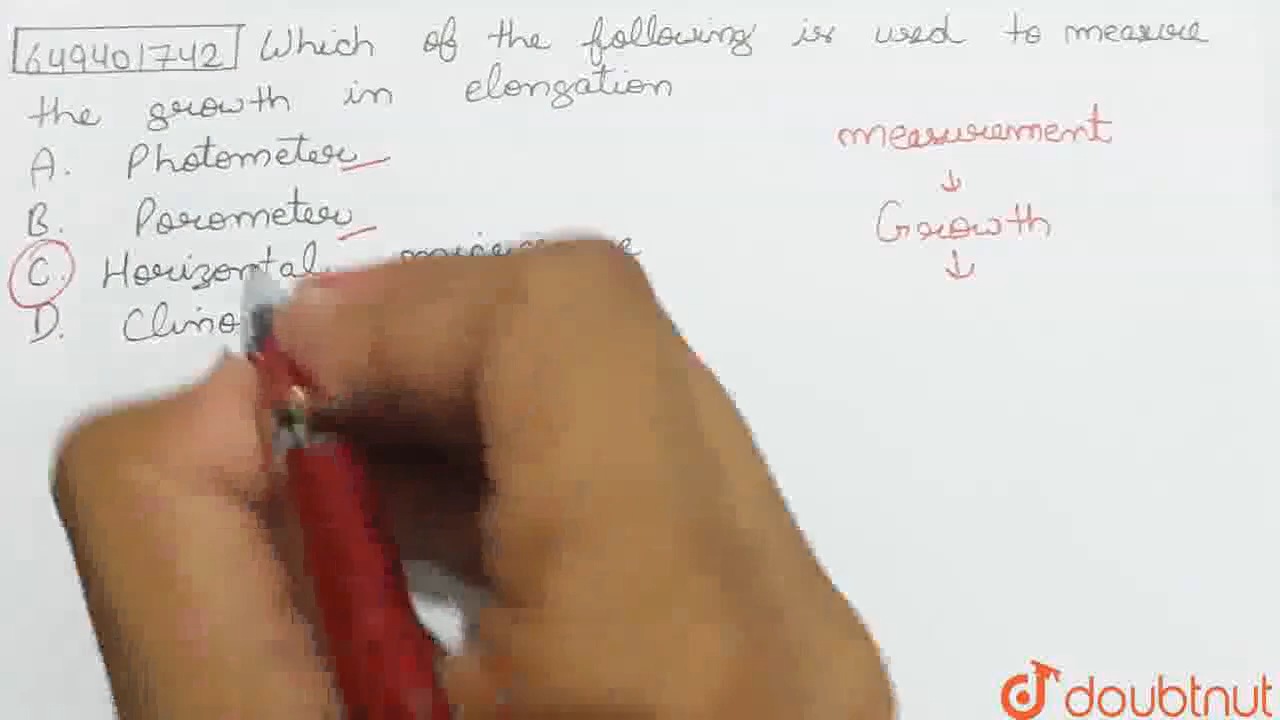 649401742 Which of the following is used to measure
the growth in elongation
A. Photometer
B. Porometer
C. Horizontal
D. Clino
measurement
↓
Growth
↓
doubtnut